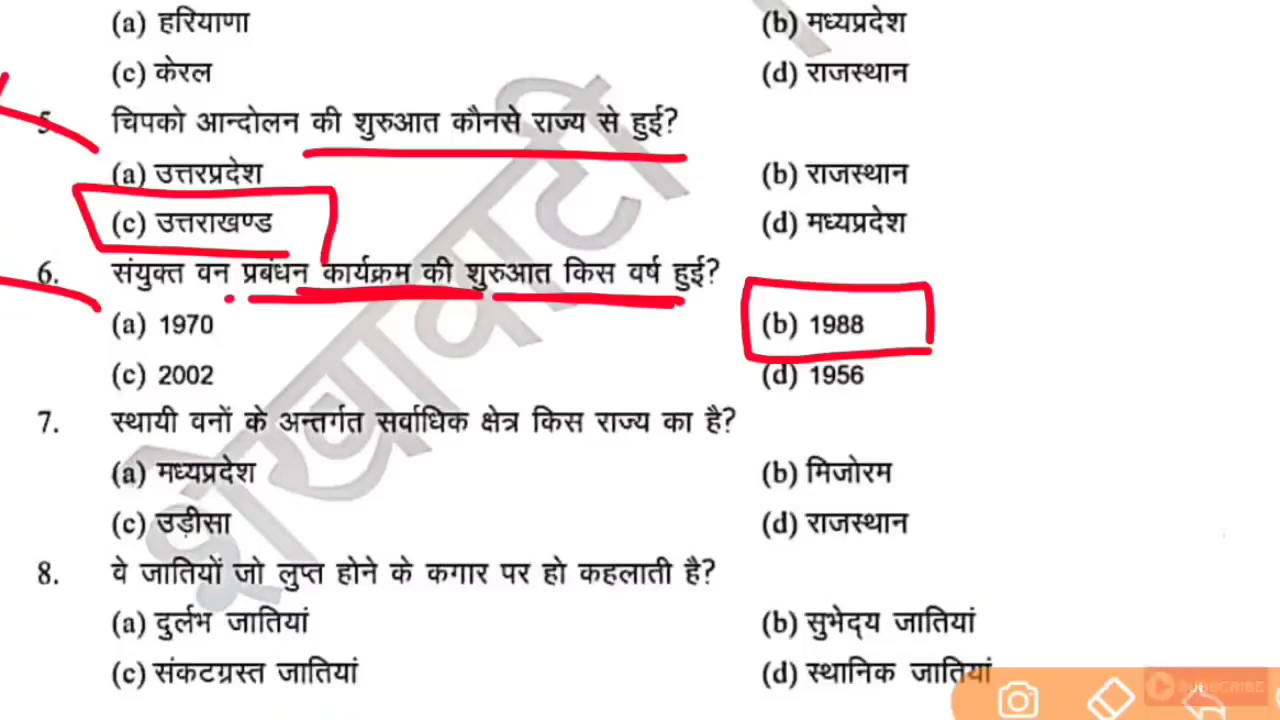 (a) हरियाणा (b) मध्यप्रदेश
(c) केरल (d) राजस्थान
5. चिपको आन्दोलन की शुरुआत कौनसे राज्य से हुई?
(a) उत्तरप्रदेश (b) राजस्थान
(c) उत्तराखण्ड (d) मध्यप्रदेश
6. संयुक्त वन प्रबंधन कार्यक्रम की शुरुआत किस वर्ष हुई?
(a) 1970 (b) 1988
(c) 2002 (d) 1956
7. स्थायी वनों के अन्तर्गत सर्वाधिक क्षेत्र किस राज्य का है?
(a) मध्यप्रदेश (b) मिजोरम
(c) उड़ीसा (d) राजस्थान
8. वे जातियों जो लुप्त होने के कगार पर हो कहलाती है?
(a) दुर्लभ जातियां (b) सुभेद्य जातियां
(c) संकटग्रस्त जातियां (d) स्थानिक जातियां
शेखावाटी
SUBSCRIBE